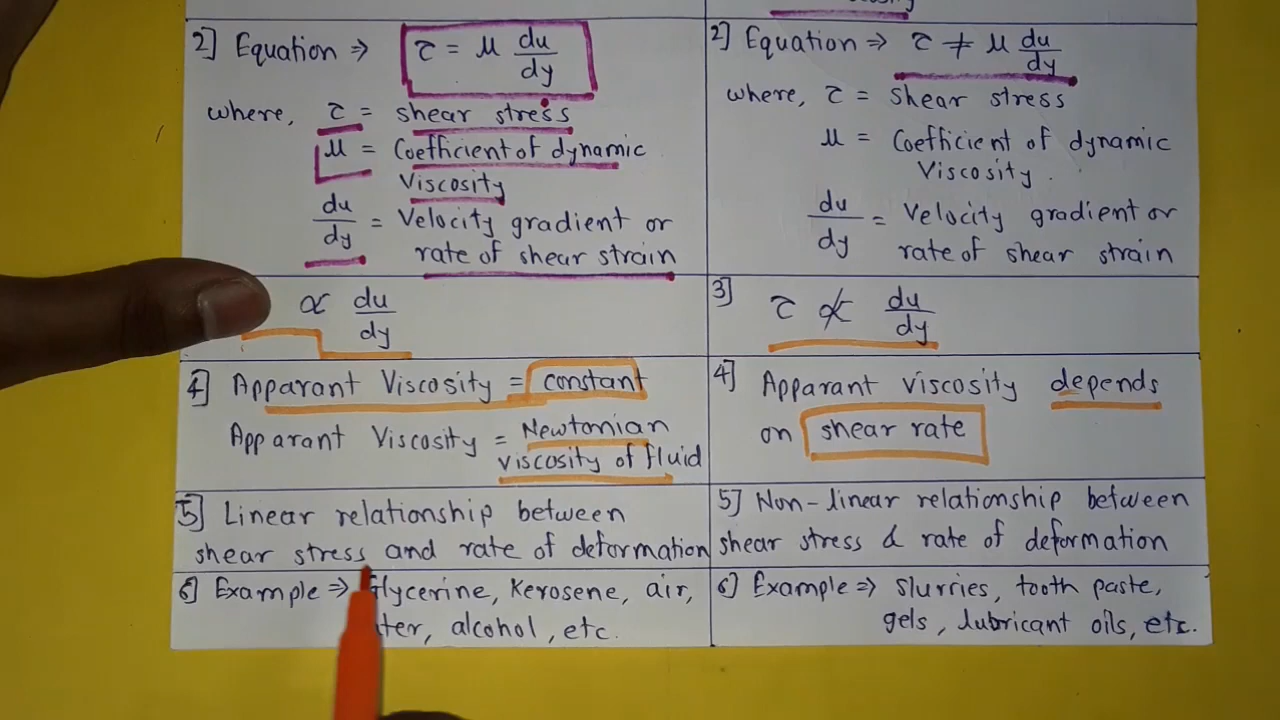 2] Equation ⇒ τ = μ du/dy
where, τ = shear stress
μ = Coefficient of dynamic
Viscosity
du/dy = Velocity gradient or
rate of shear strain
∝ du/dy
4] Apparant Viscosity = constant
Apparant Viscosity = Newtonian
viscosity of fluid
5] Linear relationship between
shear stress and rate of deformation
6] Example ⇒ Glycerine, Kerosene, air,
alcohol, etc.
2] Equation ⇒ τ ≠ μ du/dy
where, τ = shear stress
μ = Coefficient of dynamic
Viscosity.
du/dy = Velocity gradient or
rate of shear strain
3] τ ∝̸ du/dy
4] Apparant viscosity depends
on shear rate
5] Non-linear relationship between
shear stress & rate of deformation
6] Example ⇒ Slurries, tooth paste,
gels, lubricant oils, etc.